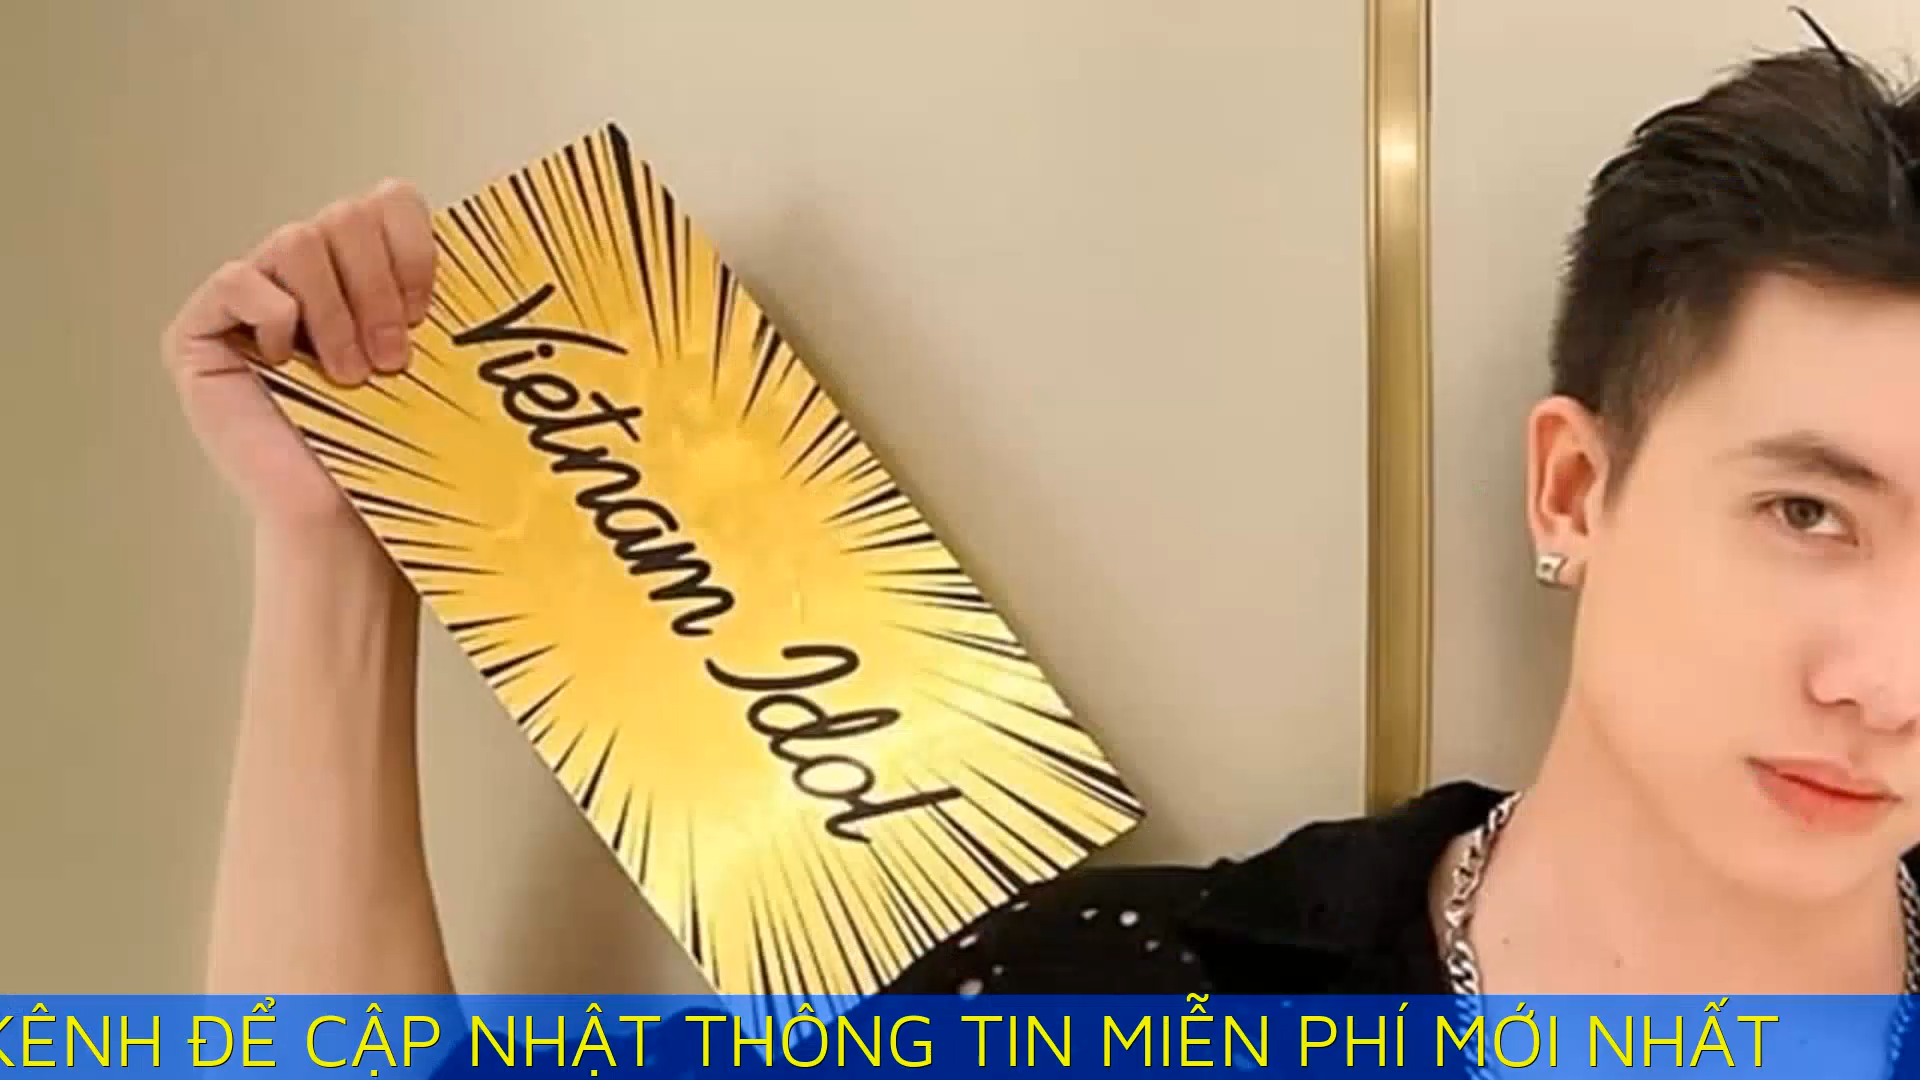 Vietnam Idol
KÊNH ĐỂ CẬP NHẬT THÔNG TIN MIỄN PHÍ MỚI NHẤT